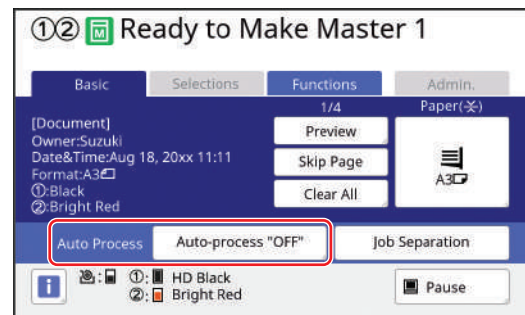 ①② M Ready to Make Master 1
Basic Selections Functions Admin.
1/4 Paper(※)
[Document]
Owner:Suzuki
Date&Time:Aug 18, 20xx 11:11
Format:A3
①:Black
②:Bright Red
Preview
Skip Page
Clear All
A3
Auto Process Auto-process "OFF" Job Separation
i ①: HD Black
②: Bright Red
Pause